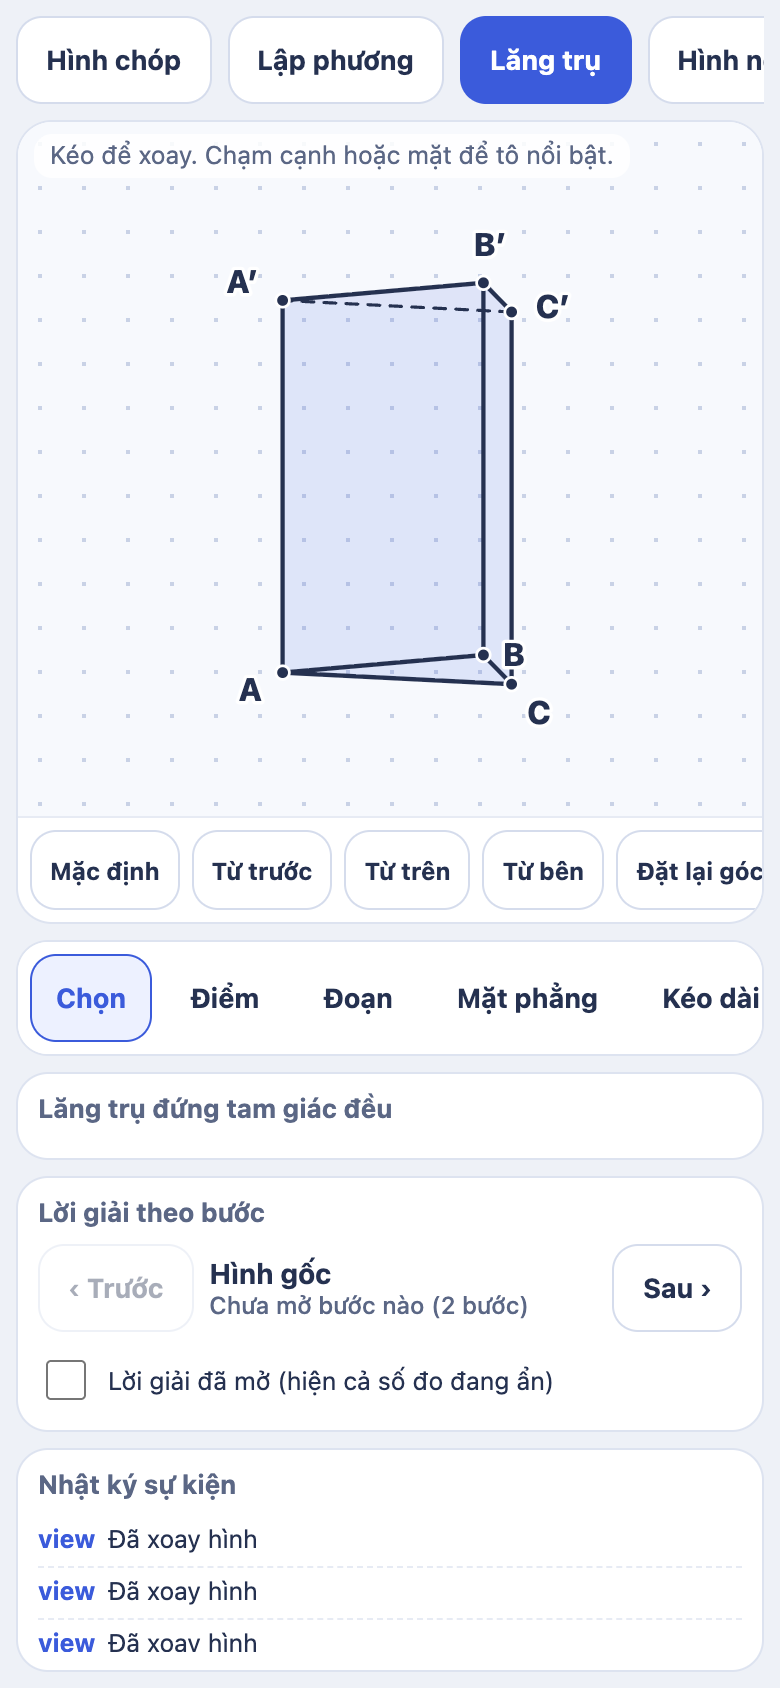 Hình chóp
Lập phương
Lăng trụ
Hình n
Kéo để xoay. Chạm cạnh hoặc mặt để tô nổi bật.
B′
A′
C′
B
A
C
Mặc định
Từ trước
Từ trên
Từ bên
Đặt lại góc
Chọn
Điểm
Đoạn
Mặt phẳng
Kéo dài
Lăng trụ đứng tam giác đều
Lời giải theo bước
‹ Trước
Hình gốc
Chưa mở bước nào (2 bước)
Sau ›
Lời giải đã mở (hiện cả số đo đang ẩn)
Nhật ký sự kiện
view Đã xoay hình
view Đã xoay hình
view Đã xoay hình